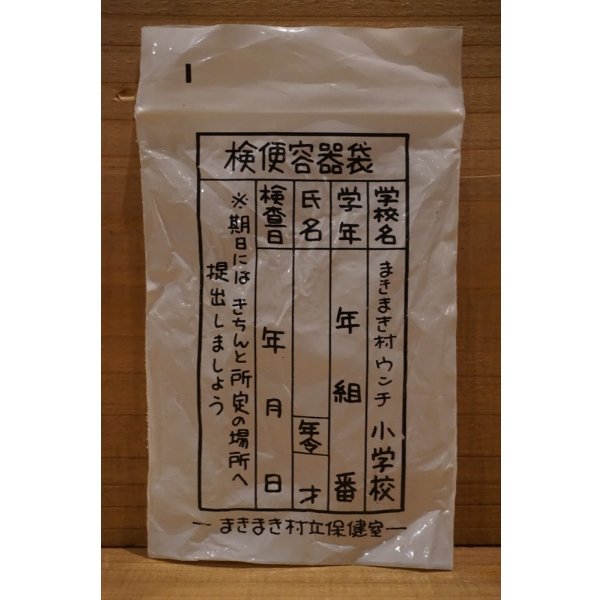 検便容器袋
学校名 まきまき村 ウンチ 小学校
学年 年 組 番
氏名 年令 才
検査日 年 月 日
※期日には きちんと所定の場所へ
提出しましょう
― まきまき村立保健室 ―